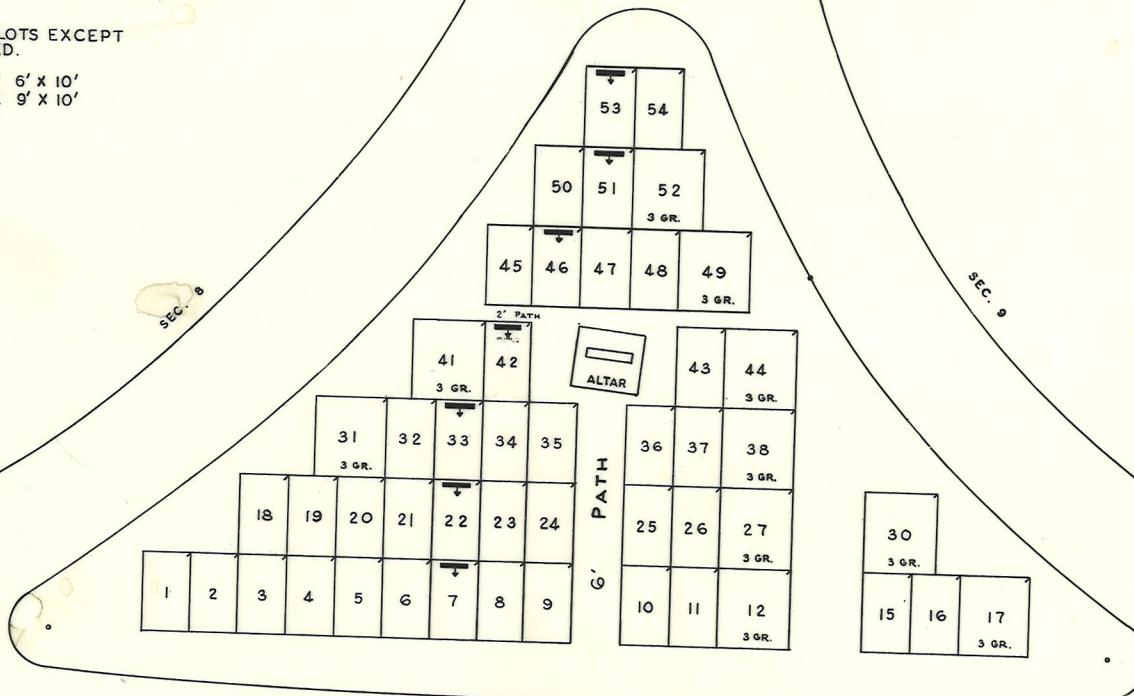 LOTS EXCEPT
ED.
6' X 10'
9' X 10'
53 54
50 51 52
3 GR.
45 46 47 48 49
3 GR.
SEC. 8
SEC. 9
2' PATH
41 42
3 GR.
ALTAR
43 44
3 GR.
31 32 33 34 35
3 GR.
36 37 38
3 GR.
6' PATH
18 19 20 21 22 23 24
25 26 27
3 GR.
30
3 GR.
1 2 3 4 5 6 7 8 9
10 11 12
3 GR.
15 16 17
3 GR.